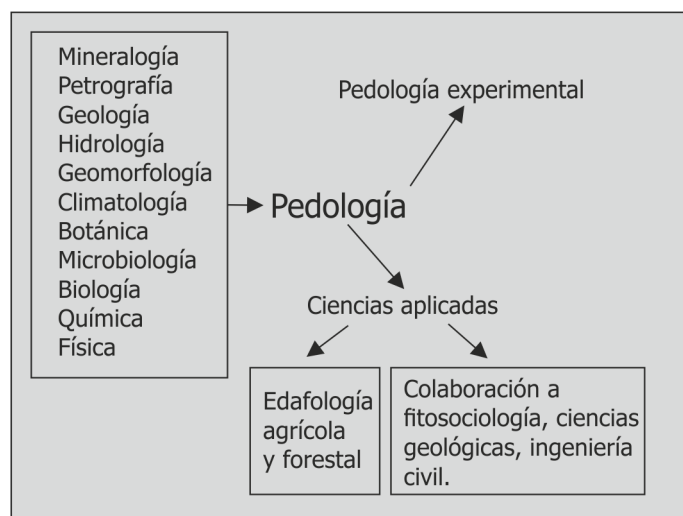 Mineralogía
Petrografía
Geología
Hidrología
Geomorfología
Climatología
Botánica
Microbiología
Biología
Química
Física
Pedología
Pedología experimental
Ciencias aplicadas
Edafología
agrícola
y forestal
Colaboración a
fitosociología, ciencias
geológicas, ingeniería
civil.